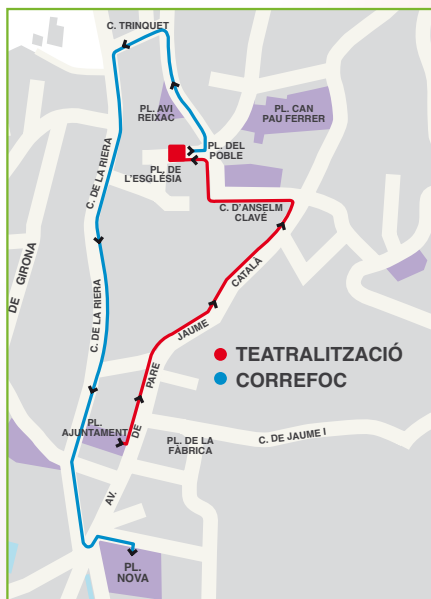 C. TRINQUET
PL. AVI
REIXAC
PL. CAN
PAU FERRER
PL. DEL
POBLE
PL. DE
L'ESGLÉSIA
C. DE LA RIERA
C. D'ANSELM
CLAVÉ
DE GIRONA
C. DE LA RIERA
AV. DE PARE JAUME CATALÀ
TEATRALITZACIÓ
CORREFOC
PL.
AJUNTAMENT
PL. DE LA
FÀBRICA
C. DE JAUME I
PL.
NOVA